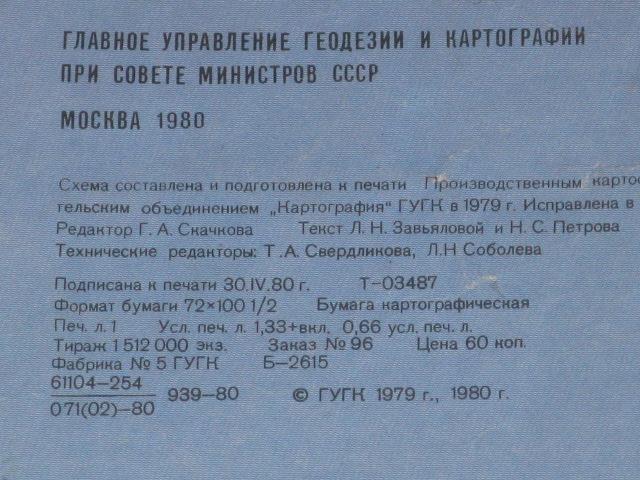 ГЛАВНОЕ УПРАВЛЕНИЕ ГЕОДЕЗИИ И КАРТОГРАФИИ
ПРИ СОВЕТЕ МИНИСТРОВ СССР
МОСКВА 1980
Схема составлена и подготовлена к печати Производственным карто
тельским объединением „Картография" ГУГК в 1979 г. Исправлена в
Редактор Г. А. Скачкова Текст Л. Н. Завьяловой и Н. С. Петрова
Технические редакторы: Т.А. Свердликова, Л.Н Соболева
Подписана к печати 30.IV.80 г. Т-03487
Формат бумаги 72×100 1/2 Бумага картографическая
Печ. л. 1 Усл. печ. л. 1,33+вкл. 0,66 усл. печ. л.
Тираж 1 512 000 экз. Заказ № 96 Цена 60 коп.
Фабрика № 5 ГУГК Б-2615
61104-254
071(02)-80 939-80 © ГУГК 1979 г., 1980 г.